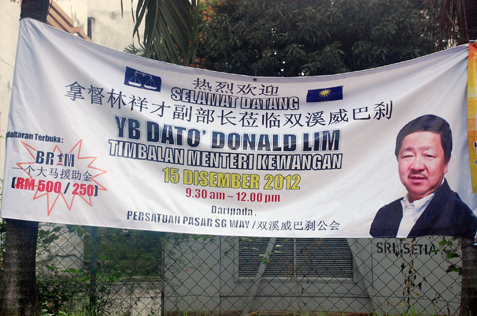 热烈欢迎
SELAMAT DATANG
拿督林祥才副部长莅临双溪威巴刹
YB DATO' DONALD LIM
TIMBALAN MENTERI KEWANGAN
15 DISEMBER 2012
9.30 am - 12.00 pm
Daripada:
PERSATUAN PASAR SG WAY/双溪威巴刹公会
daftaran Terbuka :
BR1M
个大马援助金
(RM 500 / 250)
SRI SETIA